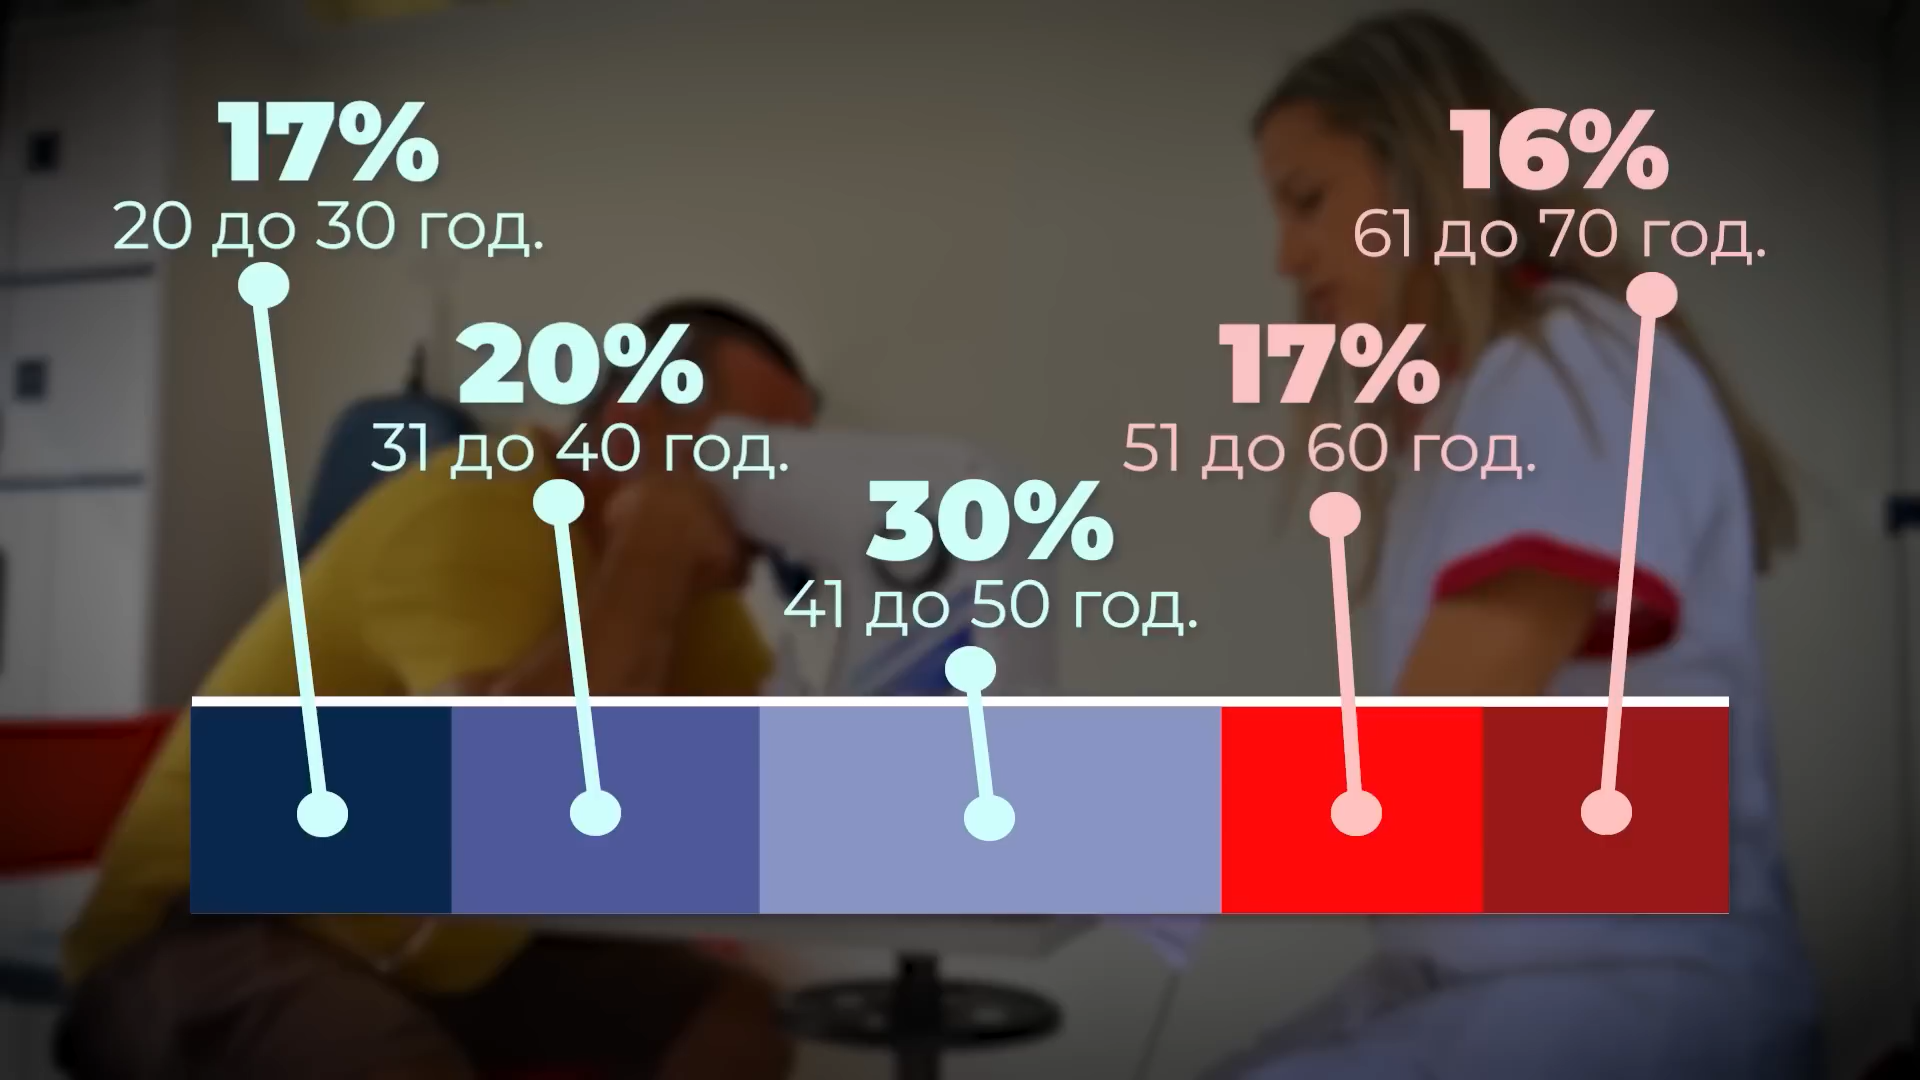 17%
20 до 30 год.
20%
31 до 40 год.
30%
41 до 50 год.
17%
51 до 60 год.
16%
61 до 70 год.